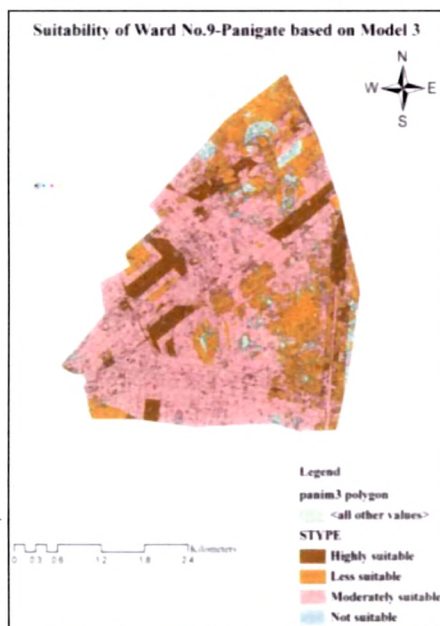 Suitability of Ward No.9-Panigate based on Model 3
N
W E
S
Legend
panim3 polygon
<all other values>
STYPE
Highly suitable
Less suitable
Moderately suitable
Not suitable
Kilometers
0 0.3 0.6 1.2 1.8 2.4